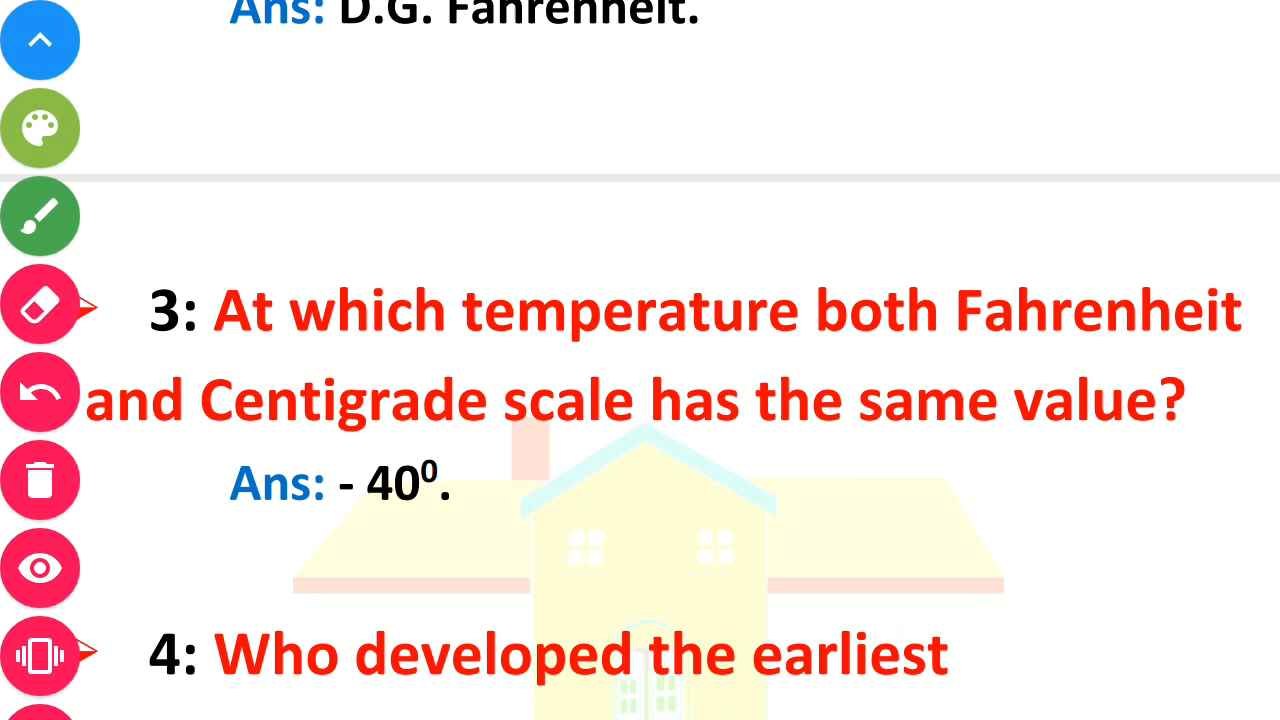 Ans: D.G. Fahrenheit.
3: At which temperature both Fahrenheit
and Centigrade scale has the same value?
Ans: - 40⁰.
4: Who developed the earliest